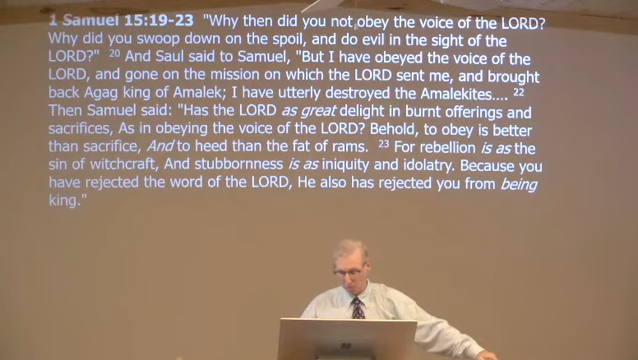 1 Samuel 15:19-23 "Why then did you not obey the voice of the LORD?
Why did you swoop down on the spoil, and do evil in the sight of the
LORD?" 20 And Saul said to Samuel, "But I have obeyed the voice of the
LORD, and gone on the mission on which the LORD sent me, and brought
back Agag king of Amalek; I have utterly destroyed the Amalekites.... 22
Then Samuel said: "Has the LORD as great delight in burnt offerings and
sacrifices, As in obeying the voice of the LORD? Behold, to obey is better
than sacrifice, And to heed than the fat of rams. 23 For rebellion is as the
sin of witchcraft, And stubbornness is as iniquity and idolatry. Because you
have rejected the word of the LORD, He also has rejected you from being
king."